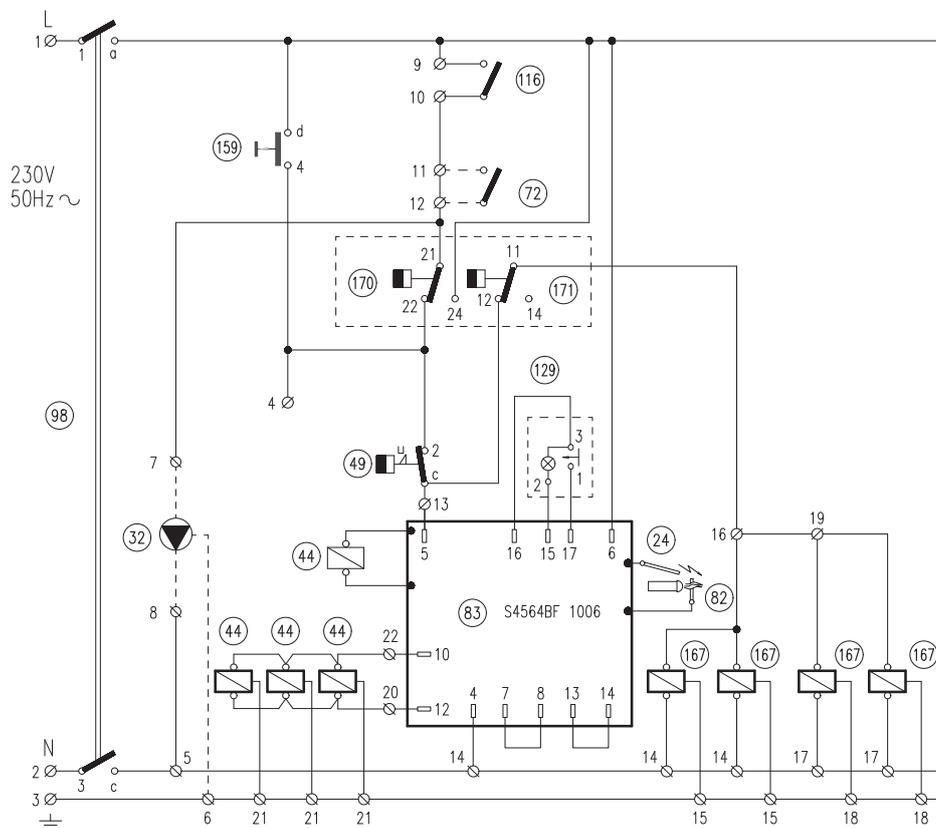 L
1
1 a
9
116
10
159
d
4
230V
50Hz ~
11
72
12
21 11
170 171
22 24 12 14
129
4
98
3
7
u 2
49
c
2 1
13
16 19
32
5 16 15 17 6
24
44
8
83 S4564BF 1006
82
44 44 44 22
10
167 167 167 167
20
12
4 7 8 13 14
N
5 14 14 14 17 17
2
3 c
3
6 21 21 21 15 15 18 18